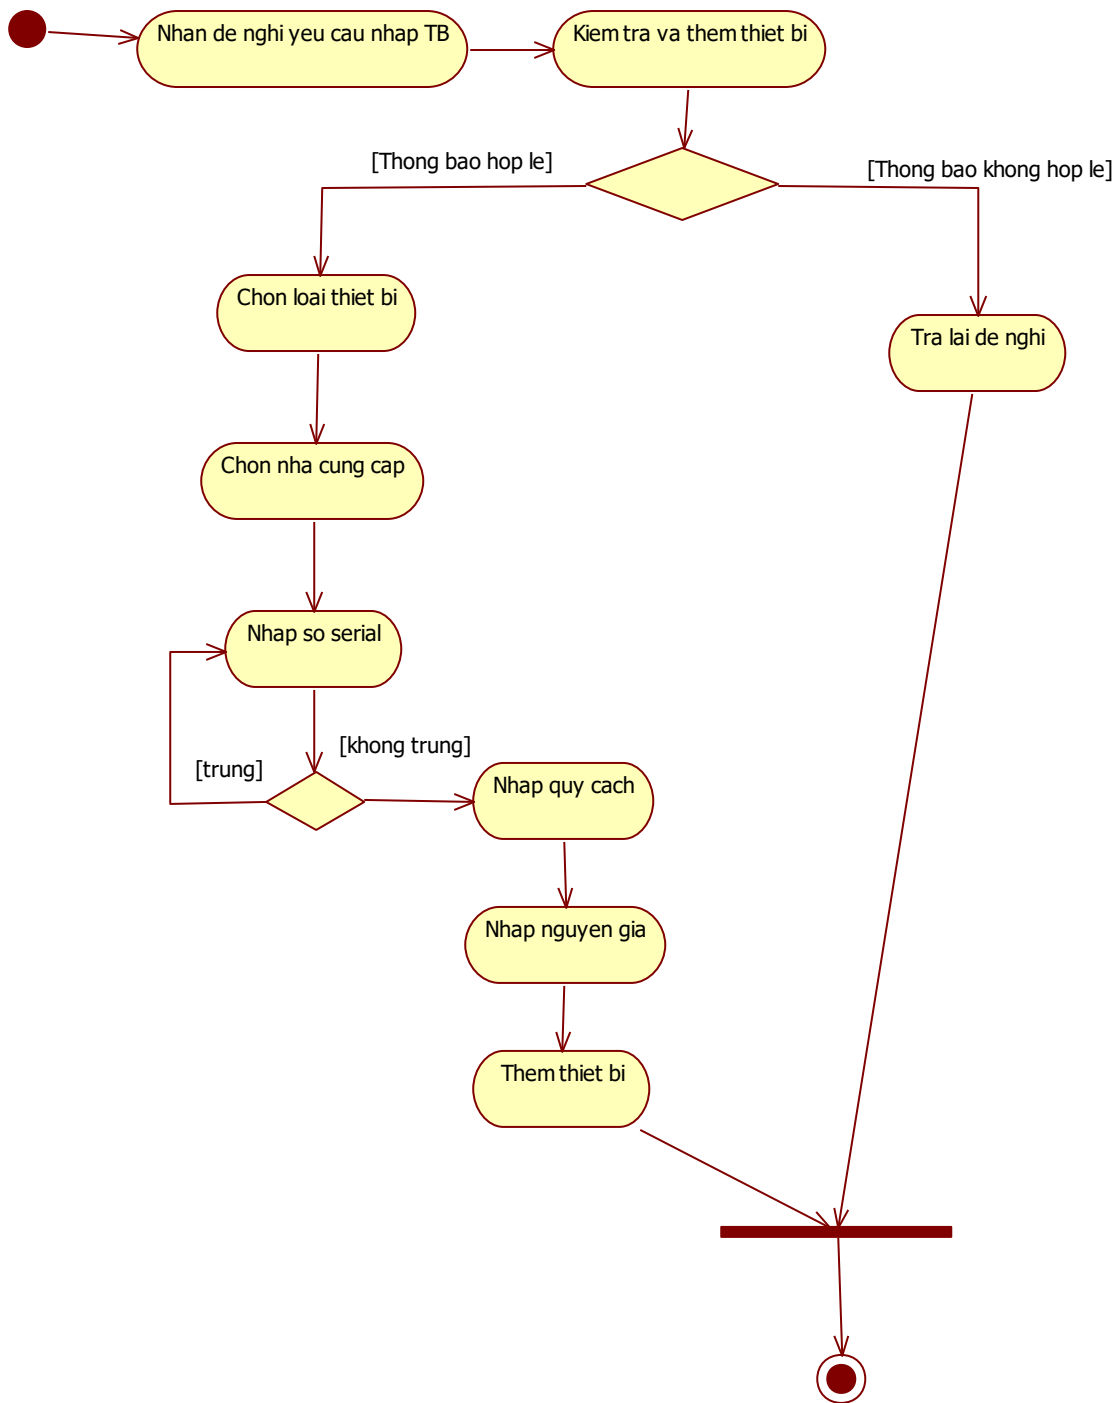 Nhan de nghi yeu cau nhap TB
Kiem tra va them thiet bi
[Thong bao hop le]
[Thong bao khong hop le]
Chon loai thiet bi
Tra lai de nghi
Chon nha cung cap
Nhap so serial
[khong trung]
[trung]
Nhap quy cach
Nhap nguyen gia
Them thiet bi